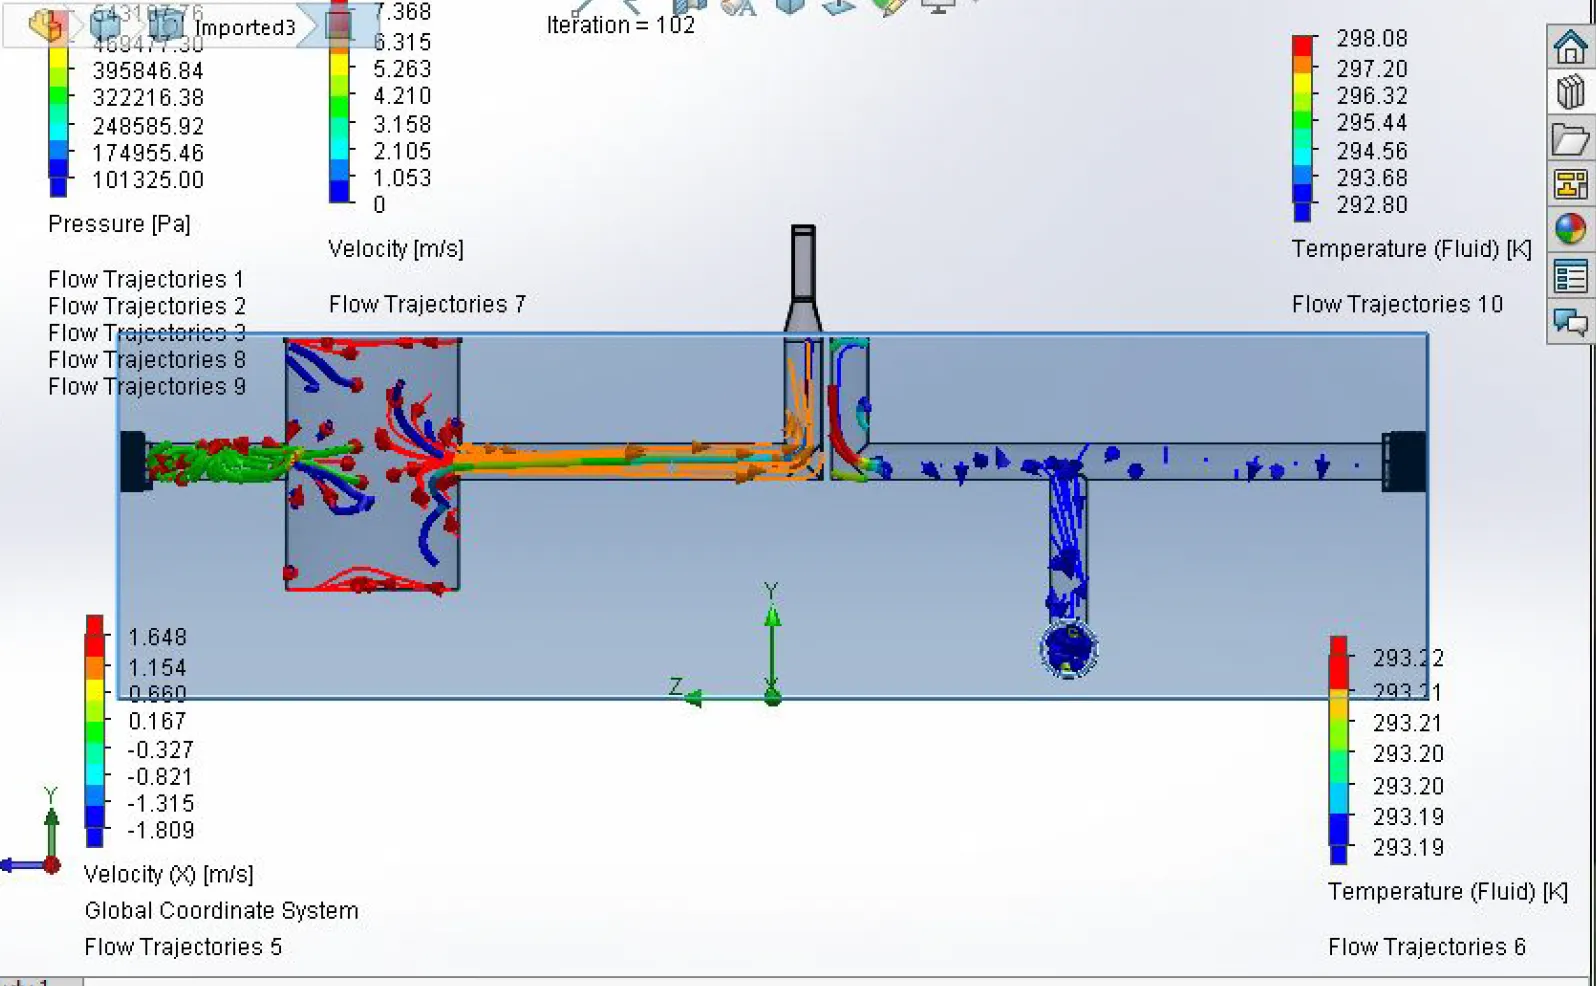 Imported3
469477.30
395846.84
322216.38
248585.92
174955.46
101325.00
Pressure [Pa]
Flow Trajectories 1
Flow Trajectories 2
Flow Trajectories 3
Flow Trajectories 8
Flow Trajectories 9
7.368
6.315
5.263
4.210
3.158
2.105
1.053
0
Velocity [m/s]
Flow Trajectories 7
Iteration = 102
298.08
297.20
296.32
295.44
294.56
293.68
292.80
Temperature (Fluid) [K]
Flow Trajectories 10
Y
Z
1.648
1.154
0.660
0.167
-0.327
-0.821
-1.315
-1.809
Velocity (X) [m/s]
Global Coordinate System
Flow Trajectories 5
Y
293.22
293.21
293.21
293.20
293.20
293.19
293.19
Temperature (Fluid) [K]
Flow Trajectories 6